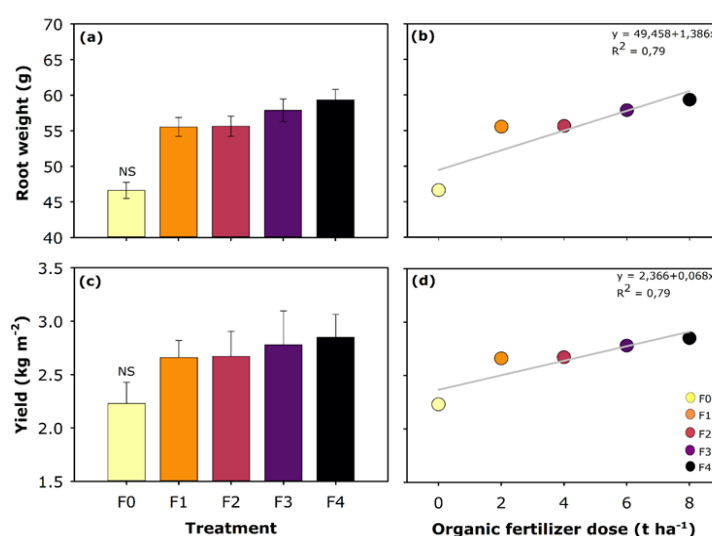 (a)
NS
Root weight (g)
70
65
60
55
50
45
40
(b)
y = 49,458+1,386x
R2 = 0,79
(c)
NS
Yield (kg m-2)
3.5
3.0
2.5
2.0
1.5
F0 F1 F2 F3 F4
Treatment
(d)
y = 2,366+0,068x
R2 = 0,79
F0
F1
F2
F3
F4
0 2 4 6 8
Organic fertilizer dose (t ha-1)